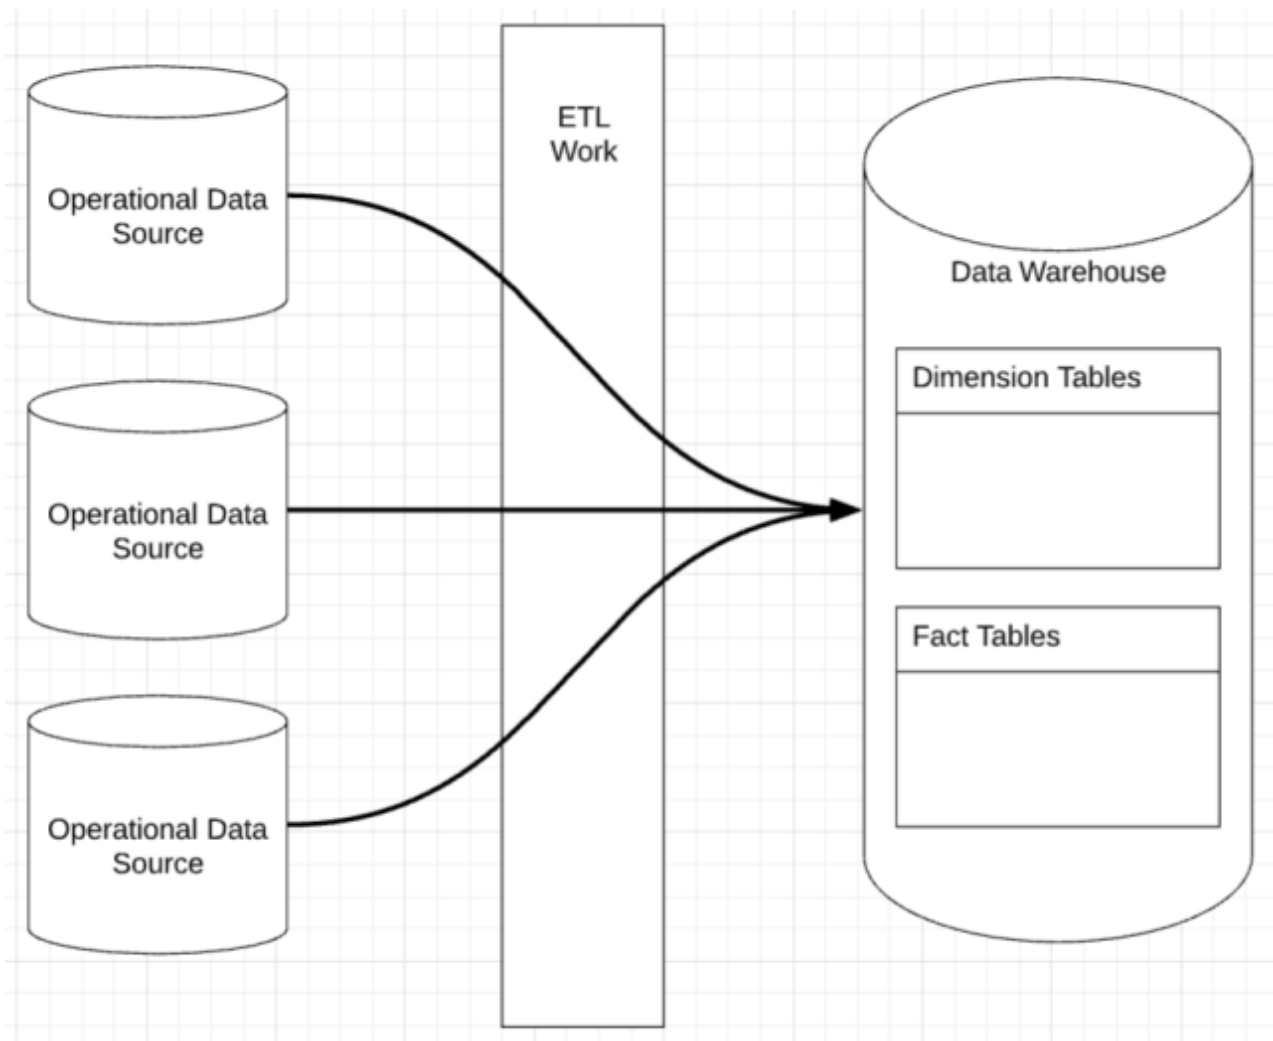 Operational Data
Source
ETL
Work
Data Warehouse
Dimension Tables
Operational Data
Source
Fact Tables
Operational Data
Source